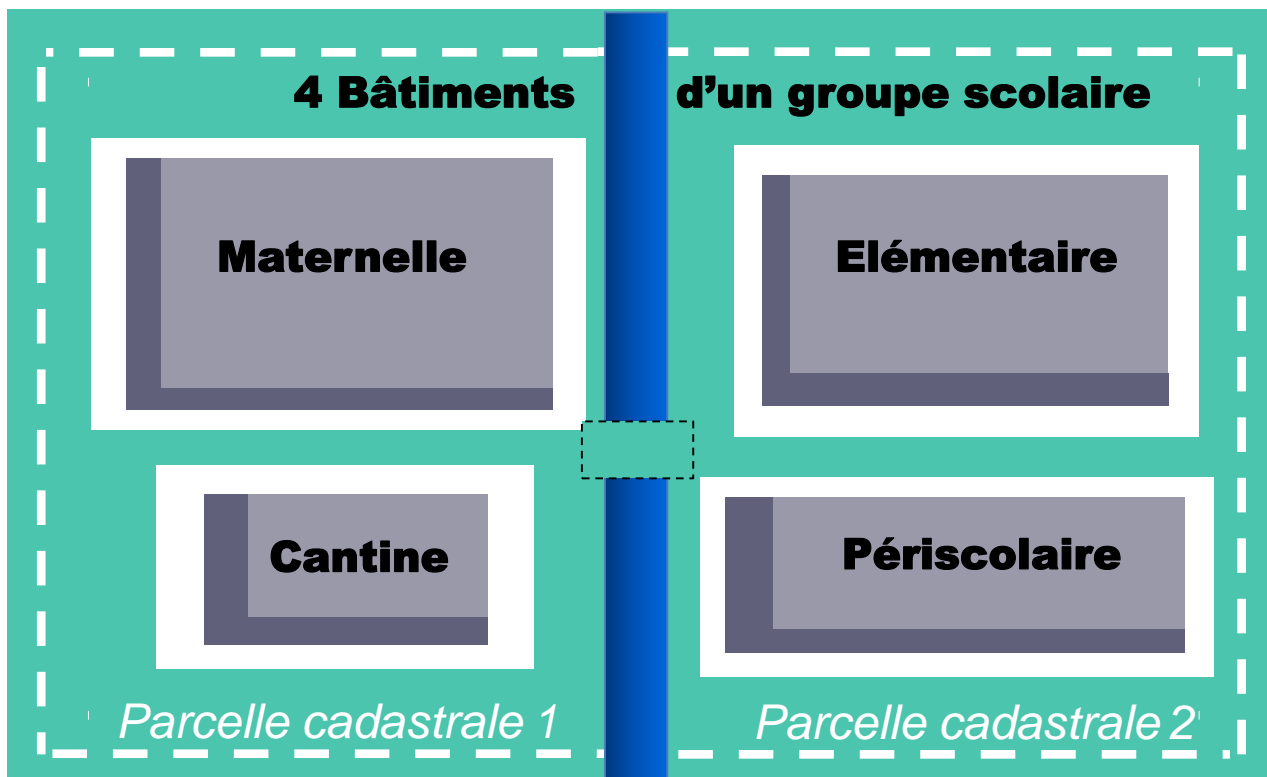 4 Bâtiments d'un groupe scolaire
Maternelle
Elémentaire
Cantine
Périscolaire
Parcelle cadastrale 1
Parcelle cadastrale 2